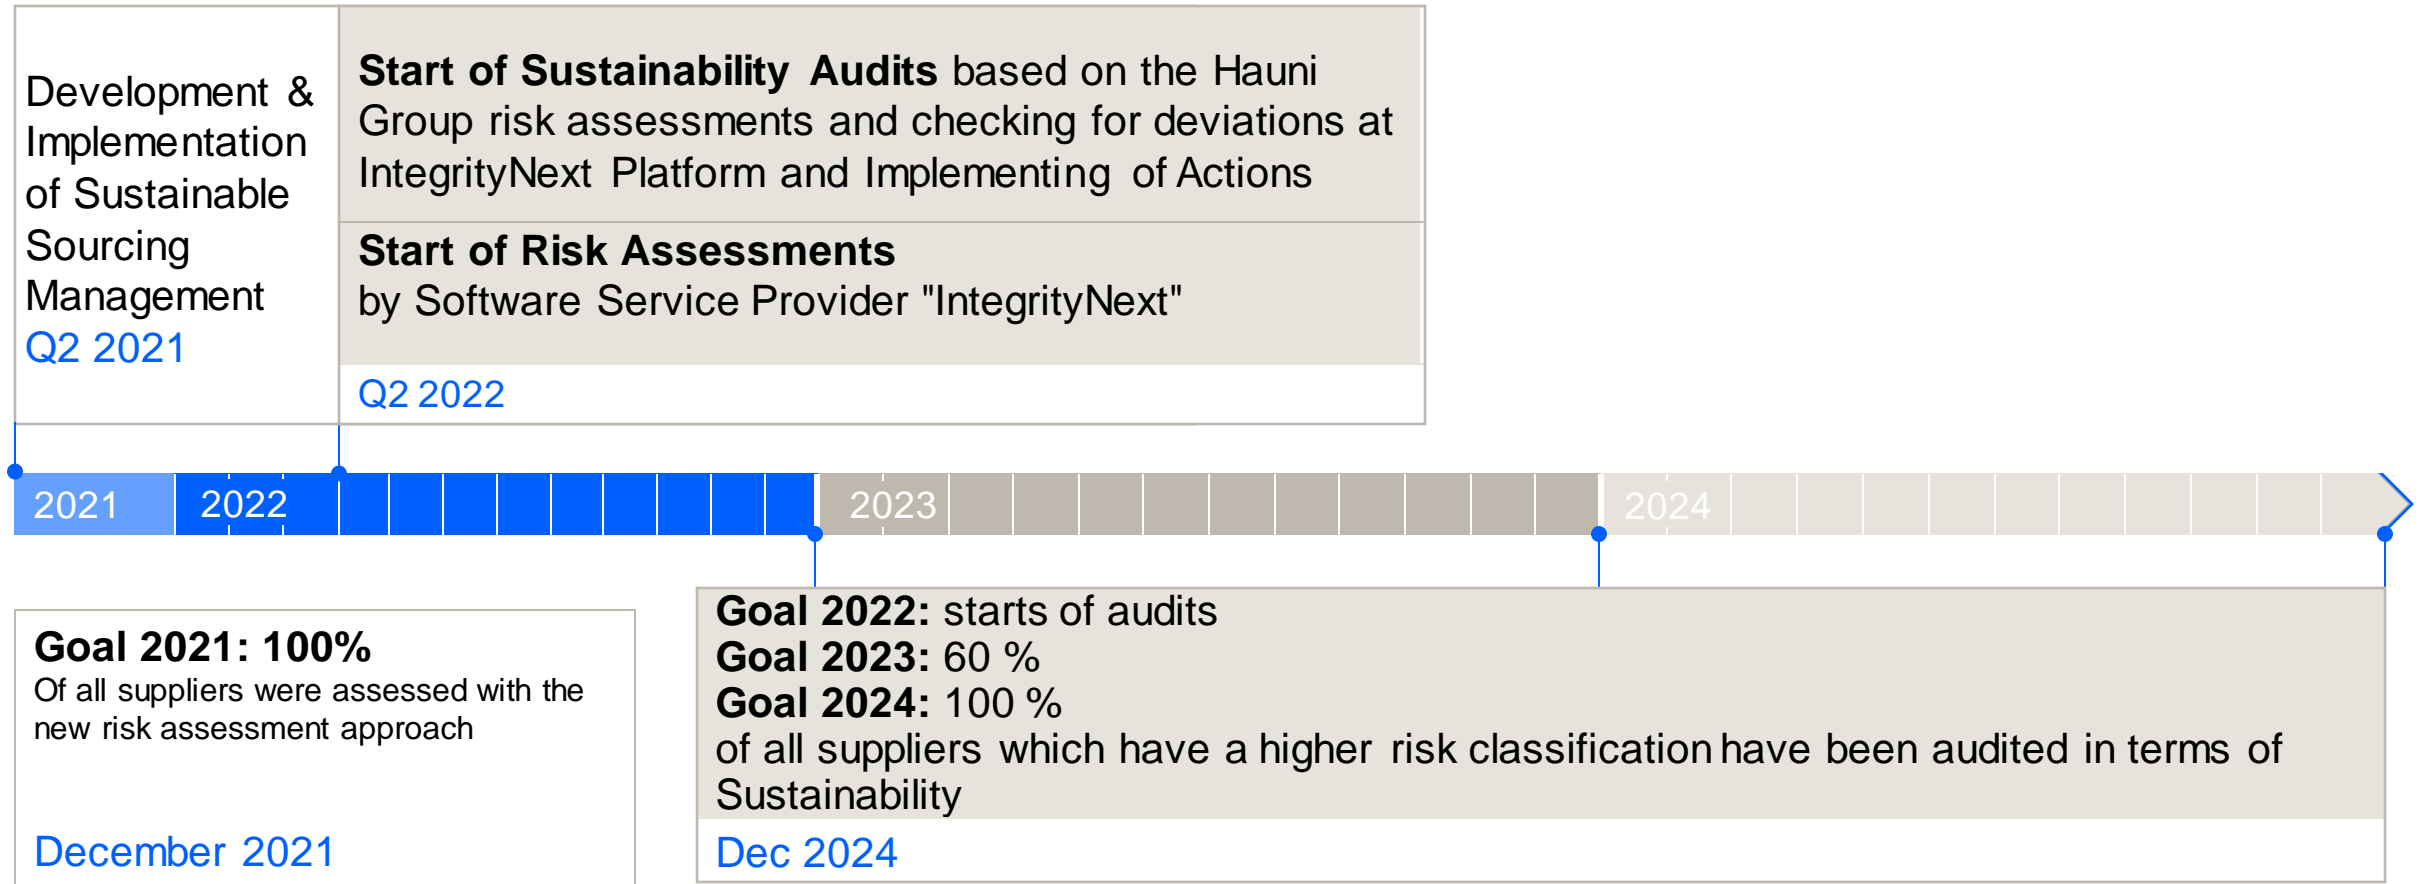 Development &
Implementation
of Sustainable
Sourcing
Management
Q2 2021
Start of Sustainability Audits based on the Hauni
Group risk assessments and checking for deviations at
IntegrityNext Platform and Implementing of Actions
Start of Risk Assessments
by Software Service Provider "IntegrityNext"
Q2 2022
2021
2022
2023
2024
Goal 2021: 100%
Of all suppliers were assessed with the
new risk assessment approach
December 2021
Goal 2022: starts of audits
Goal 2023: 60 %
Goal 2024: 100 %
of all suppliers which have a higher risk classification have been audited in terms of
Sustainability
Dec 2024